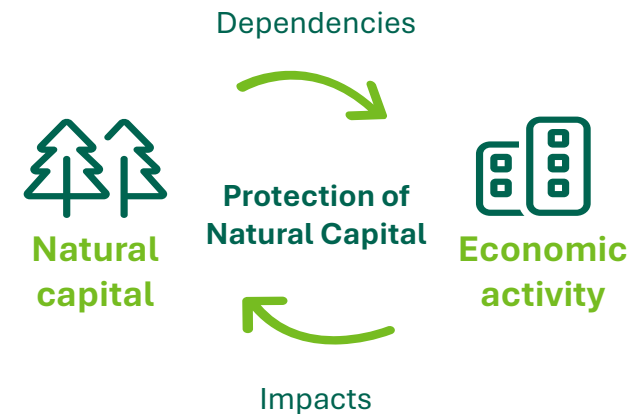 Dependencies
Protection of
Natural Capital
Natural
capital
Economic
activity
Impacts